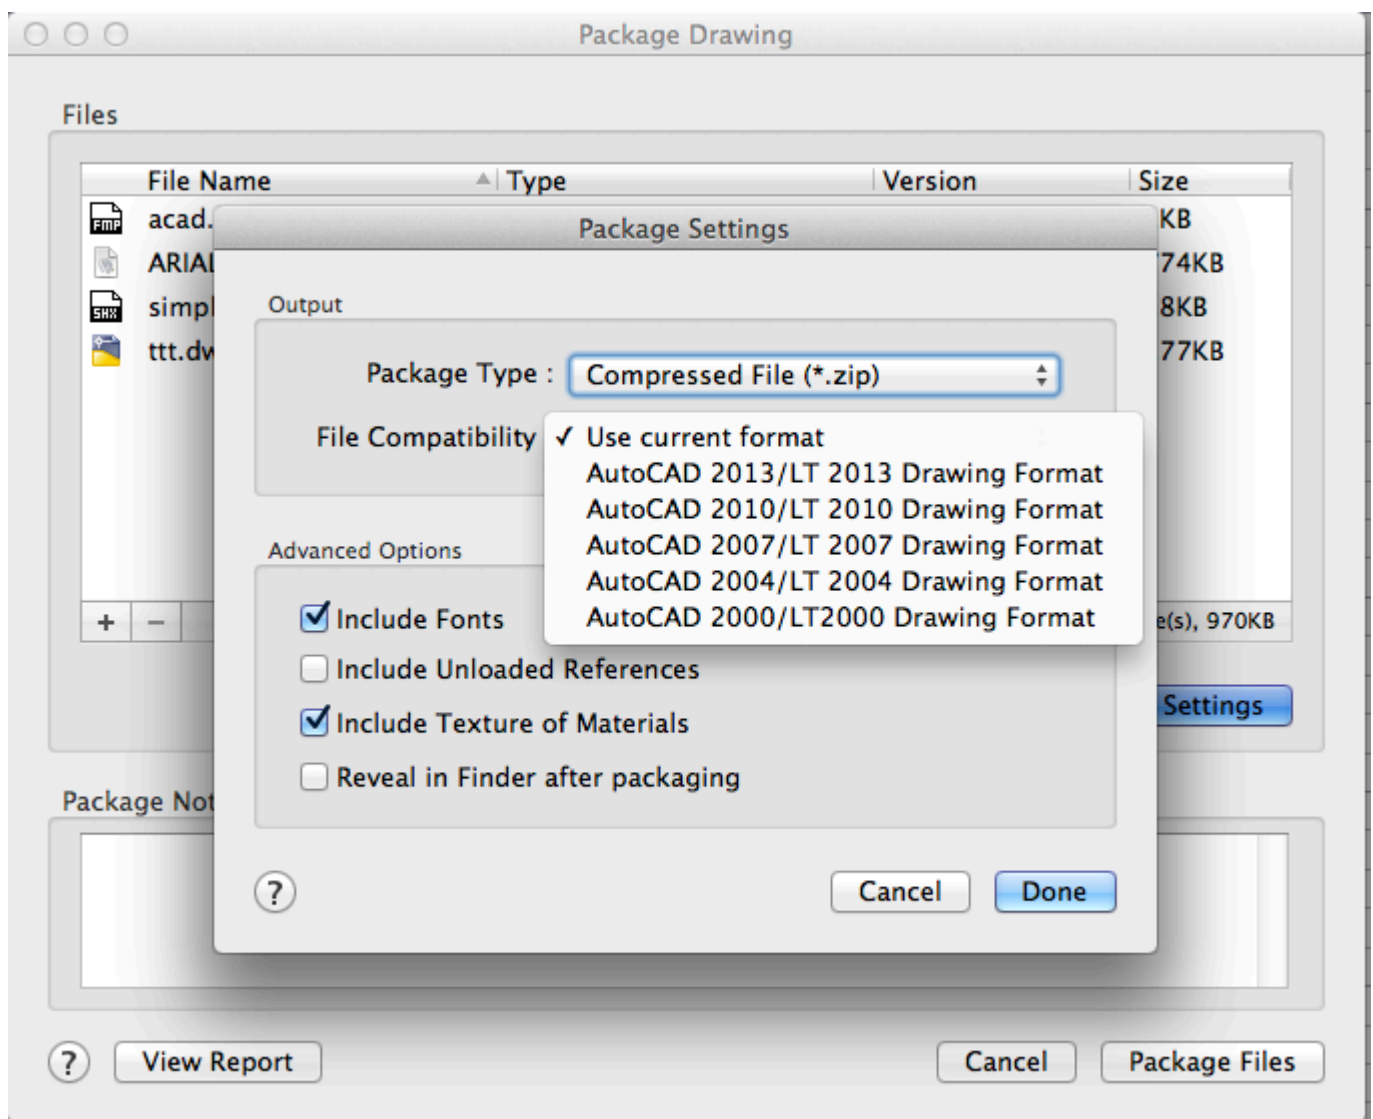 Package Drawing
Files
File Name Type Version Size
FMP acad. KB
ARIAL 74KB
SHX simpl 8KB
ttt.dw 77KB
Package Settings
Output
Package Type : Compressed File (*.zip)
File Compatibility ✓ Use current format
AutoCAD 2013/LT 2013 Drawing Format
AutoCAD 2010/LT 2010 Drawing Format
AutoCAD 2007/LT 2007 Drawing Format
AutoCAD 2004/LT 2004 Drawing Format
AutoCAD 2000/LT2000 Drawing Format
Advanced Options
Include Fonts
Include Unloaded References
Include Texture of Materials
Reveal in Finder after packaging
+ − e(s), 970KB
Settings
Package Not
? Cancel Done
? View Report Cancel Package Files